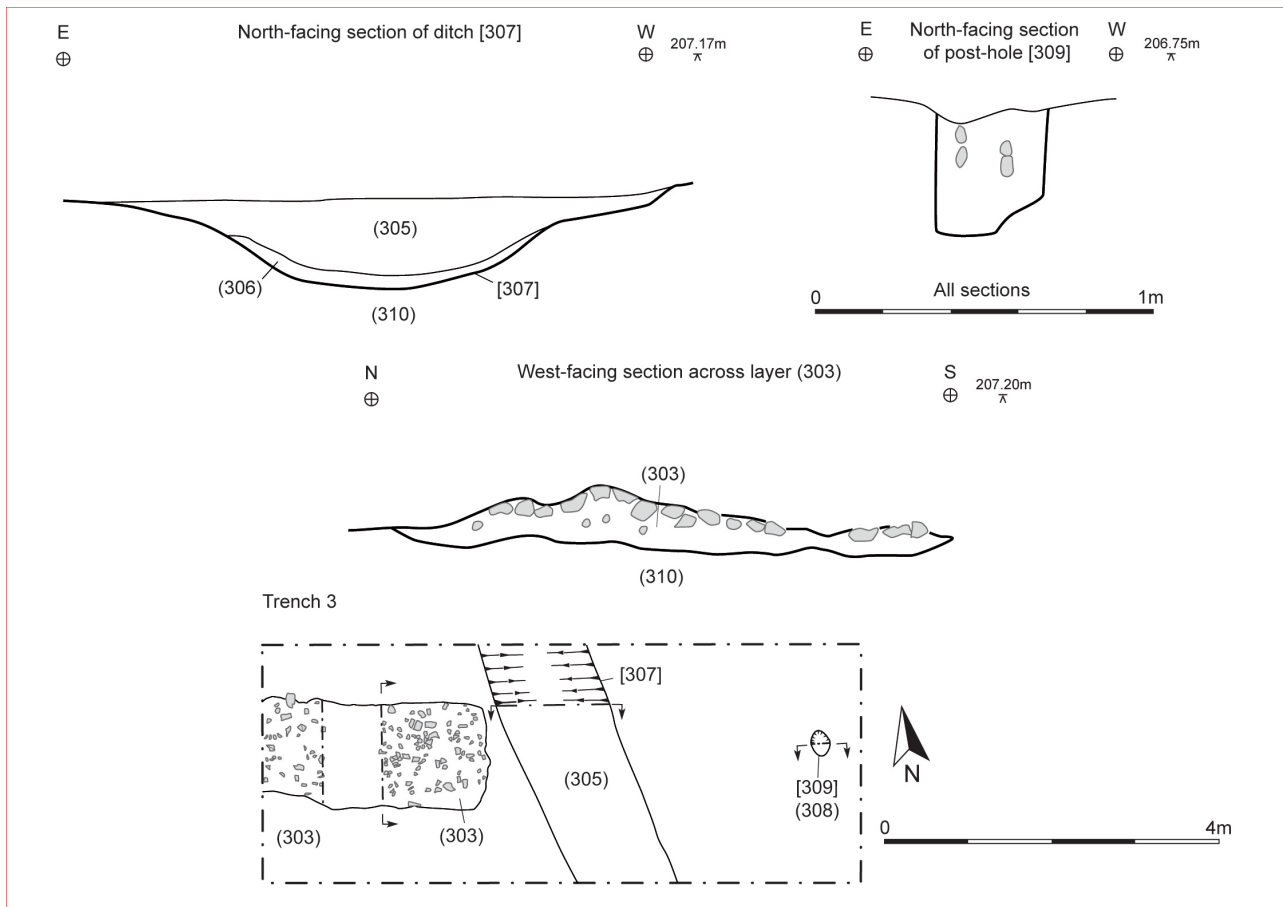 E
North-facing section of ditch [307]
W
207.17m
E
North-facing section
of post-hole [309]
W
206.75m
(305)
(306)
[307]
(310)
0
All sections
1m
West-facing section across layer (303)
N
S
207.20m
(303)
(310)
Trench 3
[307]
(305)
[309]
(308)
(303)
(303)
N
0
4m